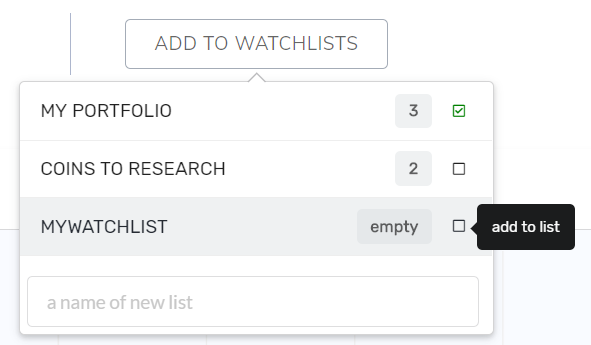 ADD TO WATCHLISTS
MY PORTFOLIO 3
COINS TO RESEARCH 2
MYWATCHLIST empty add to list
a name of new list